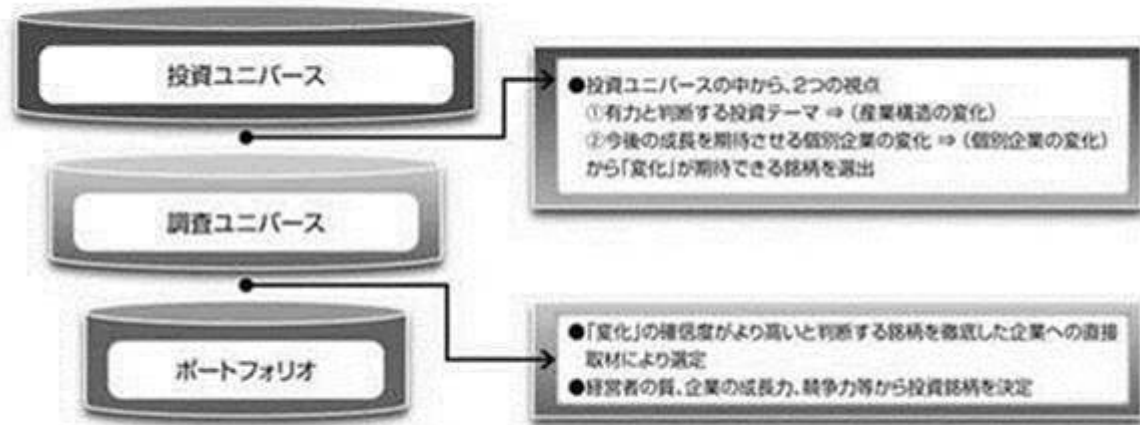 投資ユニバース
●投資ユニバースの中から、2つの視点
①有力と判断する投資テーマ ⇒ (産業構造の変化)
②今後の成長を期待させる個別企業の変化 ⇒ (個別企業の変化)
から「変化」が期待できる銘柄を選出
調査ユニバース
●「変化」の確信度がより高いと判断する銘柄を徹底した企業への直接
取材により選定
●経営者の質、企業の成長力、競争力等から投資銘柄を決定
ポートフォリオ